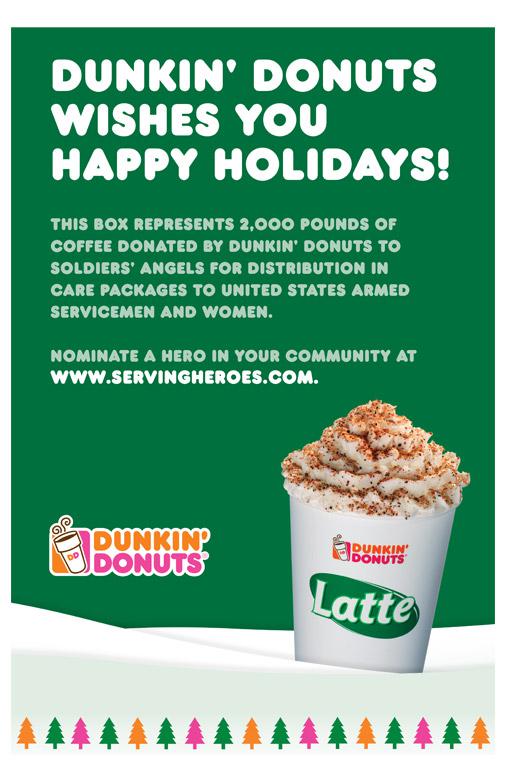 DUNKIN' DONUTS
WISHES YOU
HAPPY HOLIDAYS!
THIS BOX REPRESENTS 2,000 POUNDS OF
COFFEE DONATED BY DUNKIN' DONUTS TO
SOLDIERS' ANGELS FOR DISTRIBUTION IN
CARE PACKAGES TO UNITED STATES ARMED
SERVICEMEN AND WOMEN.
NOMINATE A HERO IN YOUR COMMUNITY AT
WWW.SERVINGHEROES.COM.
DD
DUNKIN'
DONUTS®
DD
DUNKIN'
DONUTS
Latte